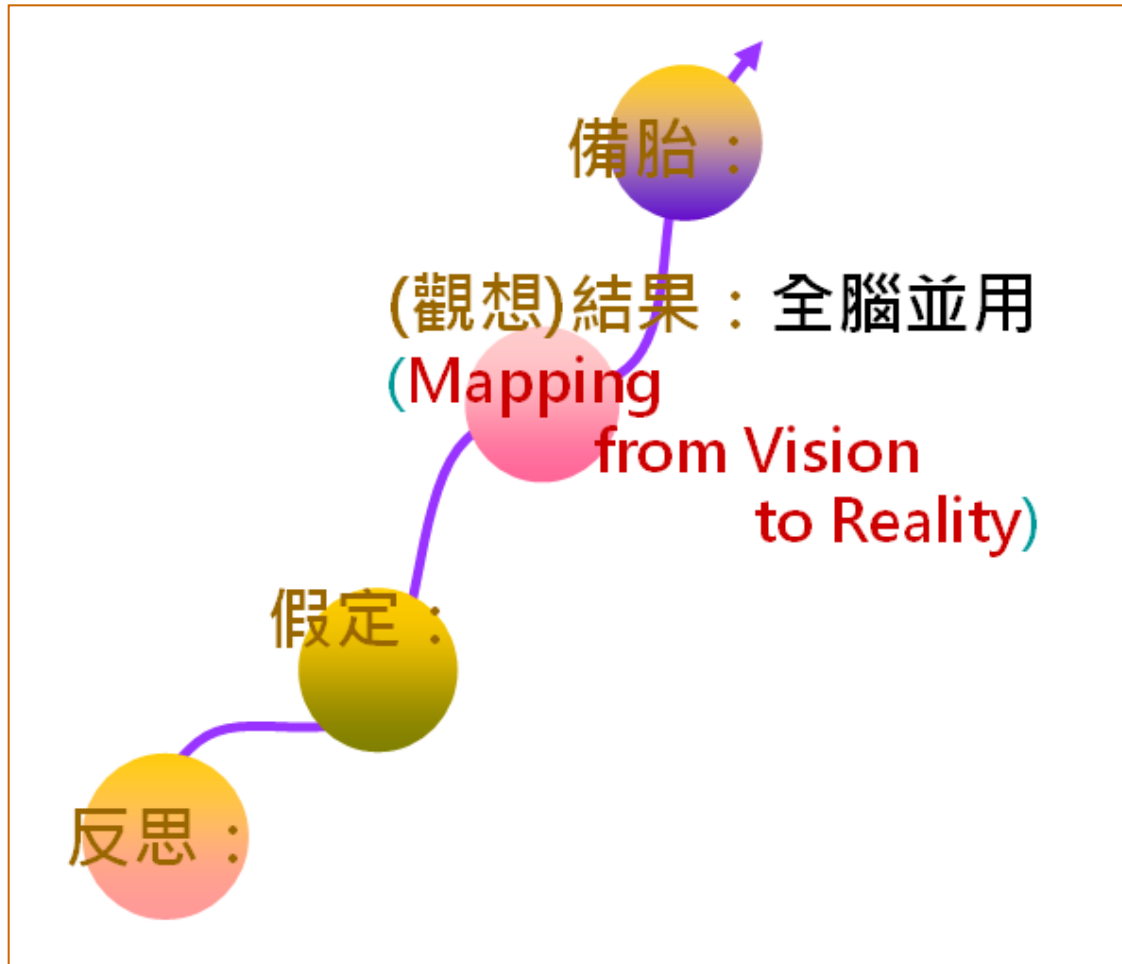 備胎：
(觀想)結果：全腦並用
(Mapping
from Vision
to Reality)
假定：
反思：